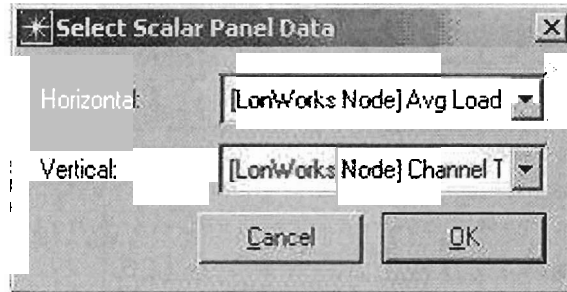 Select Scalar Panel Data
Horizontal: [LonWorks Node] Avg Load
Vertical: [LonWorks Node] Channel T
Cancel OK